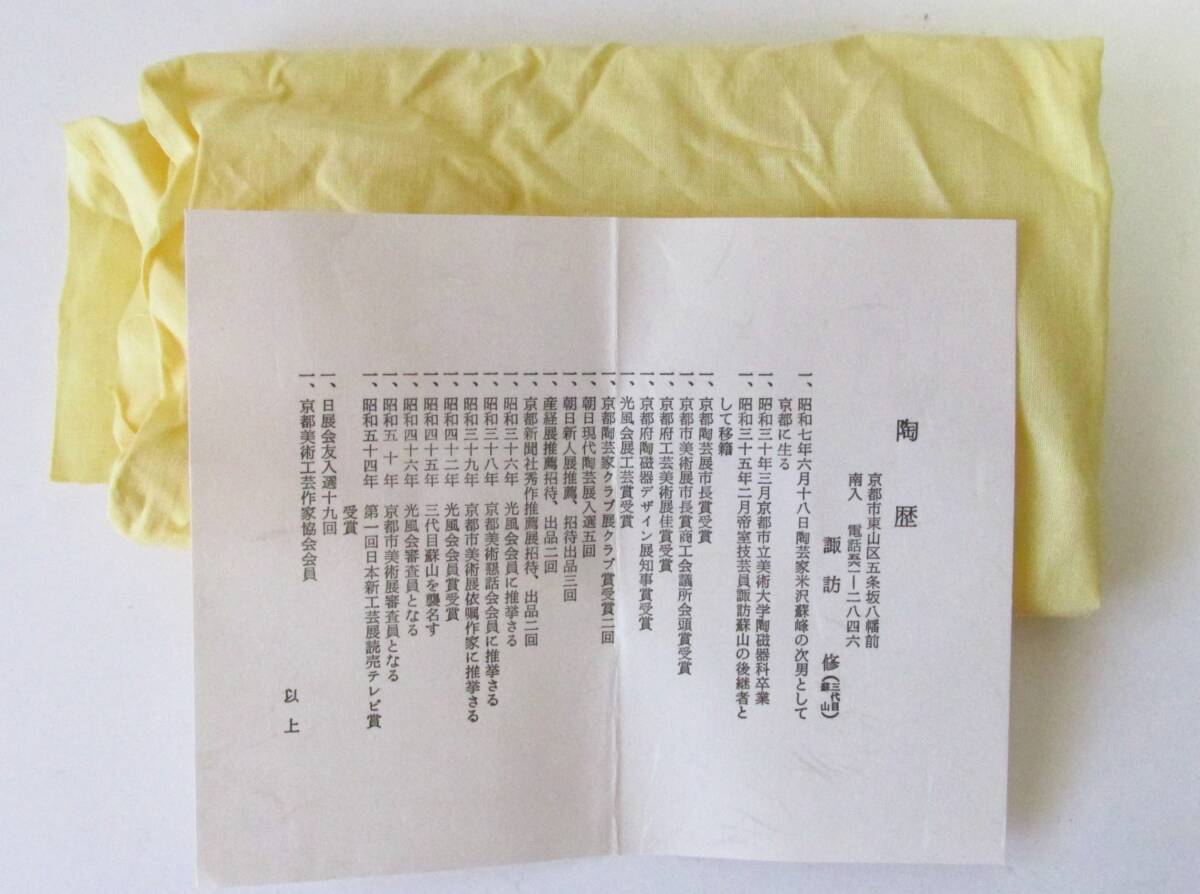 陶歴
京都市東山区五条坂八幡前
南入 電話㊄一ー二八四六
諏訪 修(三代目蘇山)
一、昭和七年六月十八日陶芸家米沢蘇峰の次男として
京都に生る
一、昭和三十年三月京都市立美術大学陶磁器科卒業
一、昭和三十五年二月帝室技芸員諏訪蘇山の後継者と
して移籍
一、京都陶芸展市長賞受賞
一、京都市美術展市長賞商工会議所会頭賞受賞
一、京都府工芸美術展佳賞受賞
一、京都府陶磁器デザイン展知事賞受賞
一、光風会展工芸賞受賞
一、京都陶芸家クラブ展クラブ賞受賞二回
一、朝日現代陶芸展入選五回
一、朝日新人展推薦、招待出品三回
一、産経展推薦招待、出品二回
一、京都新聞社秀作推薦展招待、出品二回
一、昭和三十六年 光風会会員に推挙さる
一、昭和三十八年 京都美術懇話会会員に推挙さる
一、昭和三十九年 京都市美術展依嘱作家に推挙さる
一、昭和四十二年 光風会会員賞受賞
一、昭和四十五年 三代目蘇山を襲名す
一、昭和四十六年 光風会審査員となる
一、昭和五十年 京都市美術展審査員となる
一、昭和五十四年 第一回日本新工芸展読売テレビ賞
受賞
一、日展会友入選十九回
一、京都美術工芸作家協会会員
以上